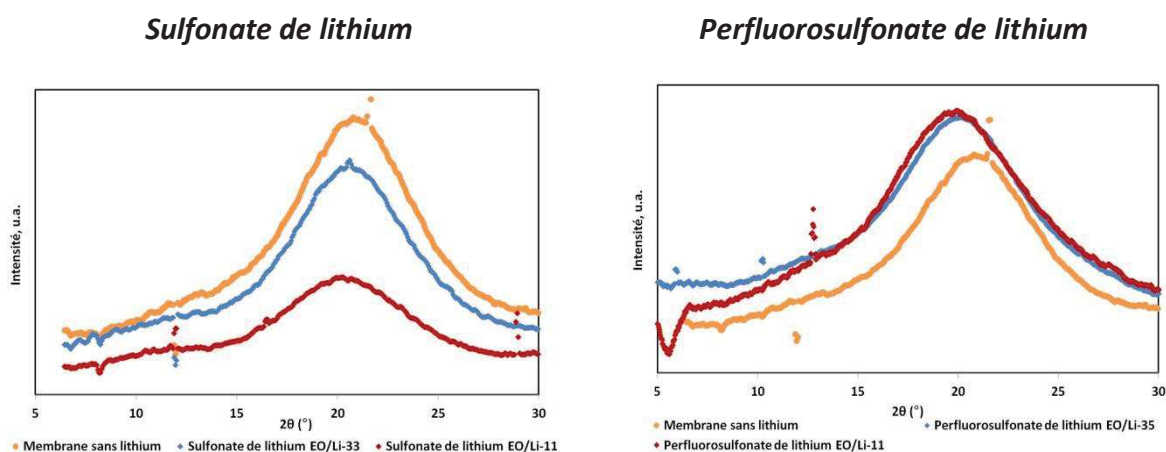 Sulfonate de lithium
Intensité, u.a.
5 10 15 20 25 30
2θ (°)
Membrane sans lithium Sulfonate de lithium EO/Li-33 Sulfonate de lithium EO/Li-11
Perfluorosulfonate de lithium
Intensité, u.a.
5 10 15 20 25 30
2θ (°)
Membrane sans lithium Perfluorosulfonate de lithium EO/Li-35
Perfluorosulfonate de lithium EO/Li-11